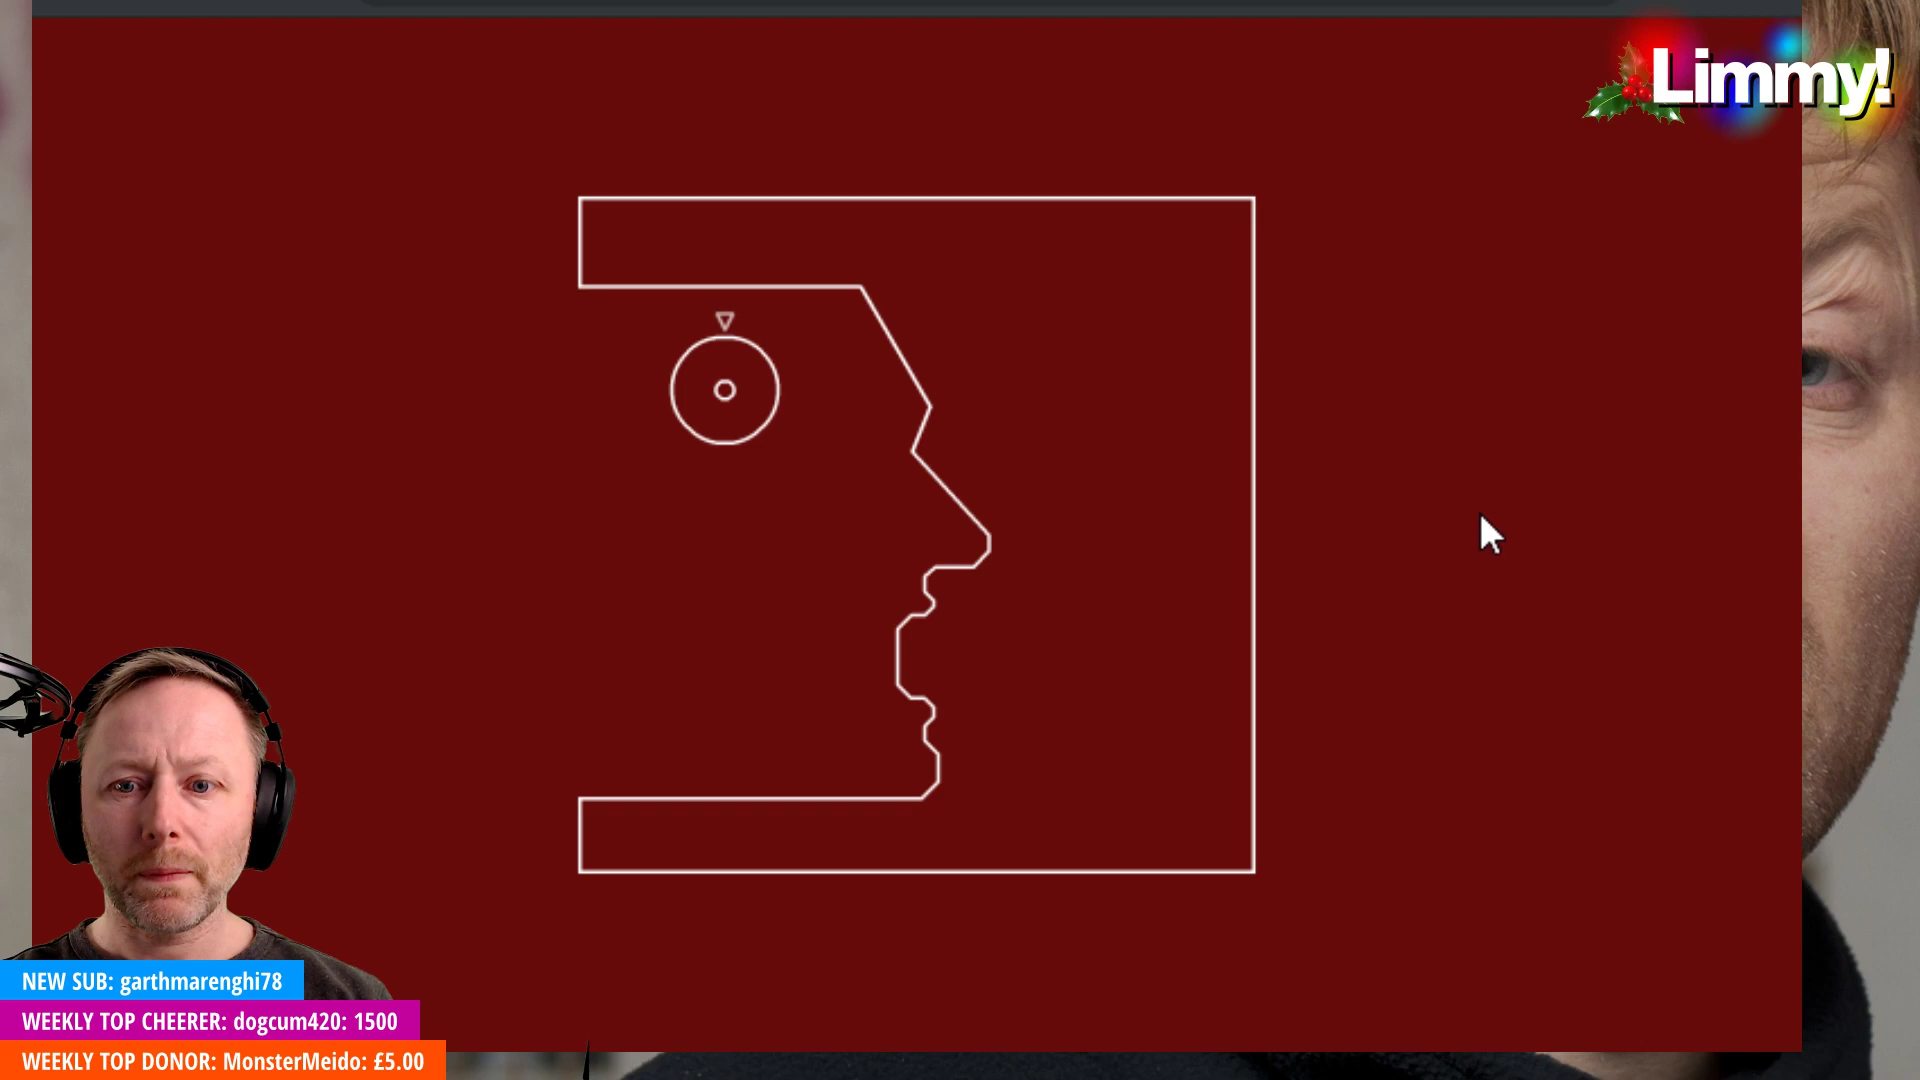 Limmy!
NEW SUB: garthmarenghi78
WEEKLY TOP CHEERER: dogcum420: 1500
WEEKLY TOP DONOR: MonsterMeido: £5.00